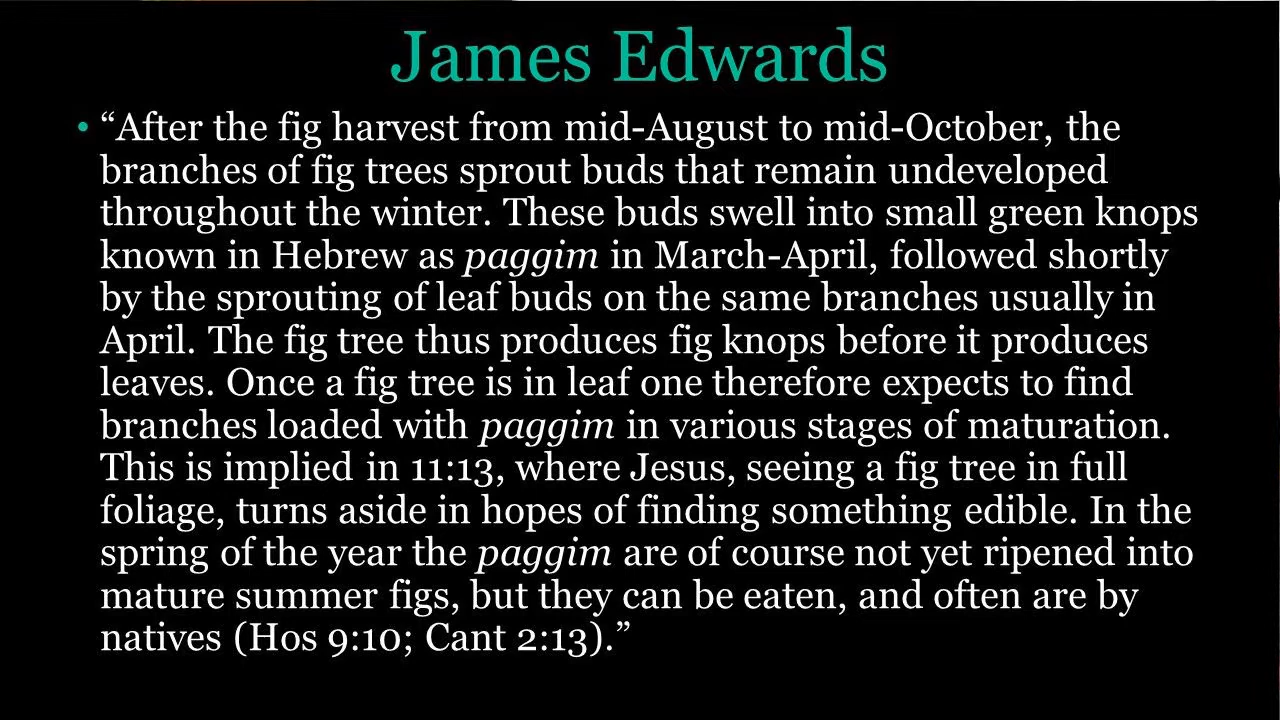 James Edwards
• “After the fig harvest from mid-August to mid-October, the
branches of fig trees sprout buds that remain undeveloped
throughout the winter. These buds swell into small green knops
known in Hebrew as paggim in March-April, followed shortly
by the sprouting of leaf buds on the same branches usually in
April. The fig tree thus produces fig knops before it produces
leaves. Once a fig tree is in leaf one therefore expects to find
branches loaded with paggim in various stages of maturation.
This is implied in 11:13, where Jesus, seeing a fig tree in full
foliage, turns aside in hopes of finding something edible. In the
spring of the year the paggim are of course not yet ripened into
mature summer figs, but they can be eaten, and often are by
natives (Hos 9:10; Cant 2:13).”